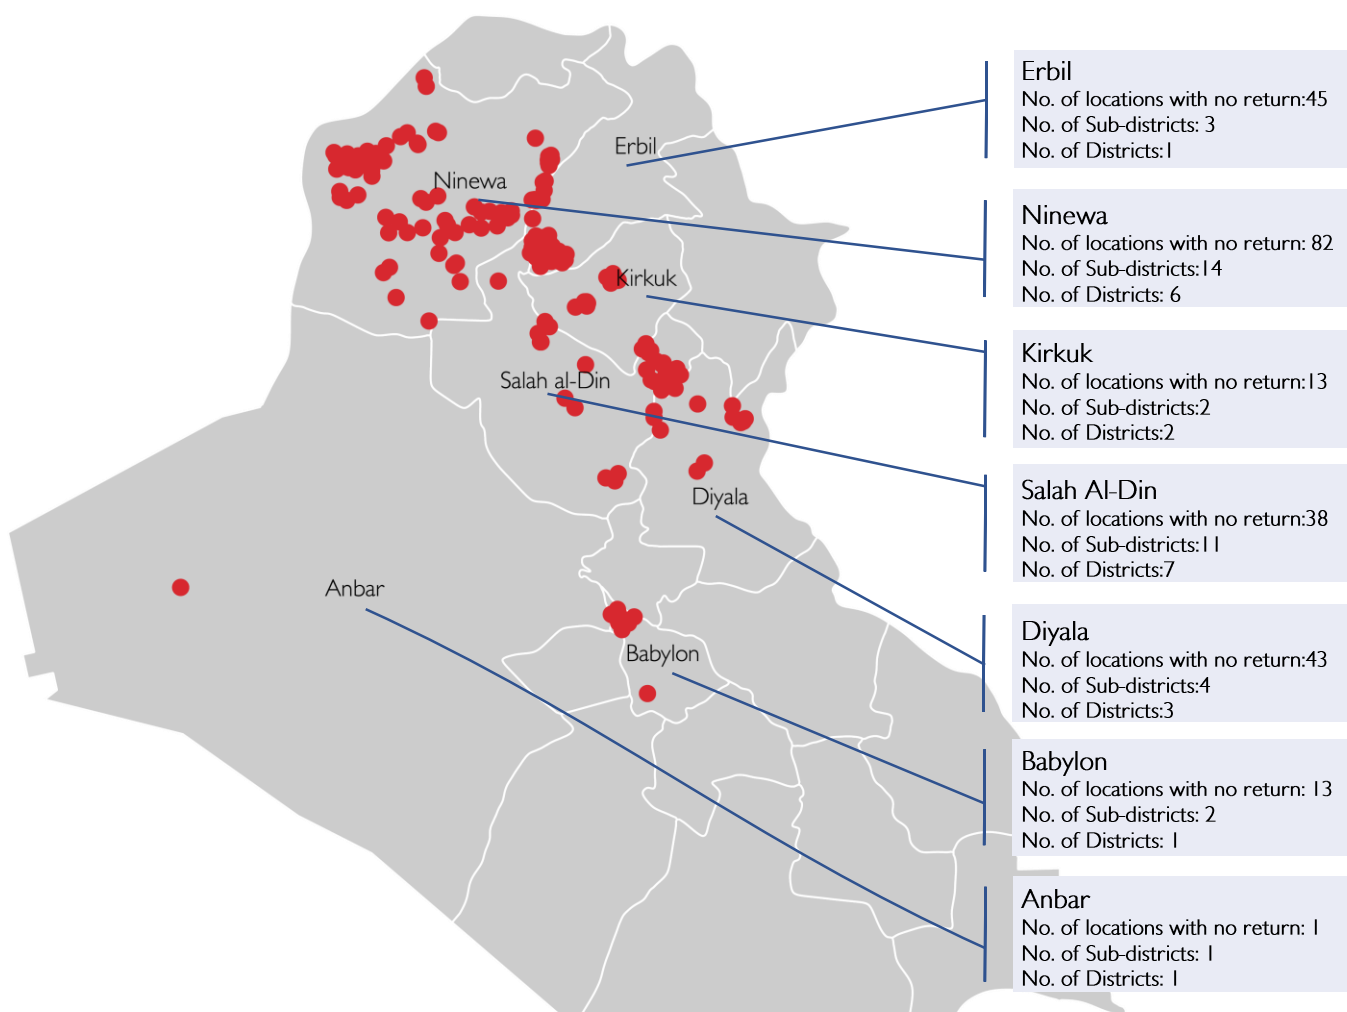 Erbil
Ninewa
Kirkuk
Salah al-Din
Diyala
Anbar
Babylon
Erbil
No. of locations with no return:45
No. of Sub-districts: 3
No. of Districts:1
Ninewa
No. of locations with no return: 82
No. of Sub-districts:14
No. of Districts: 6
Kirkuk
No. of locations with no return:13
No. of Sub-districts:2
No. of Districts:2
Salah Al-Din
No. of locations with no return:38
No. of Sub-districts:11
No. of Districts:7
Diyala
No. of locations with no return:43
No. of Sub-districts:4
No. of Districts:3
Babylon
No. of locations with no return: 13
No. of Sub-districts: 2
No. of Districts: 1
Anbar
No. of locations with no return: 1
No. of Sub-districts: 1
No. of Districts: 1